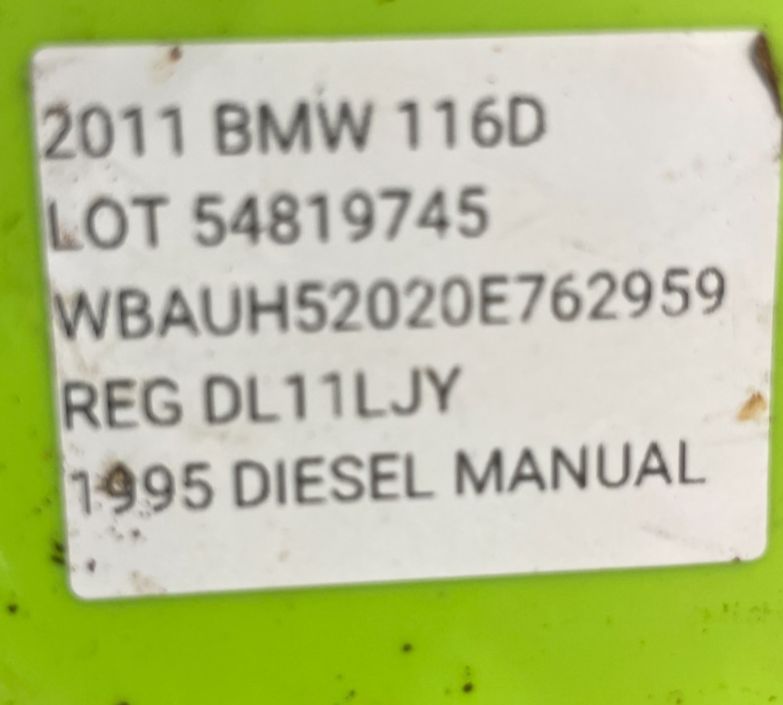 2011 BMW 116D
LOT 54819745
WBAUH52020E762959
REG DL11LJY
1995 DIESEL MANUAL